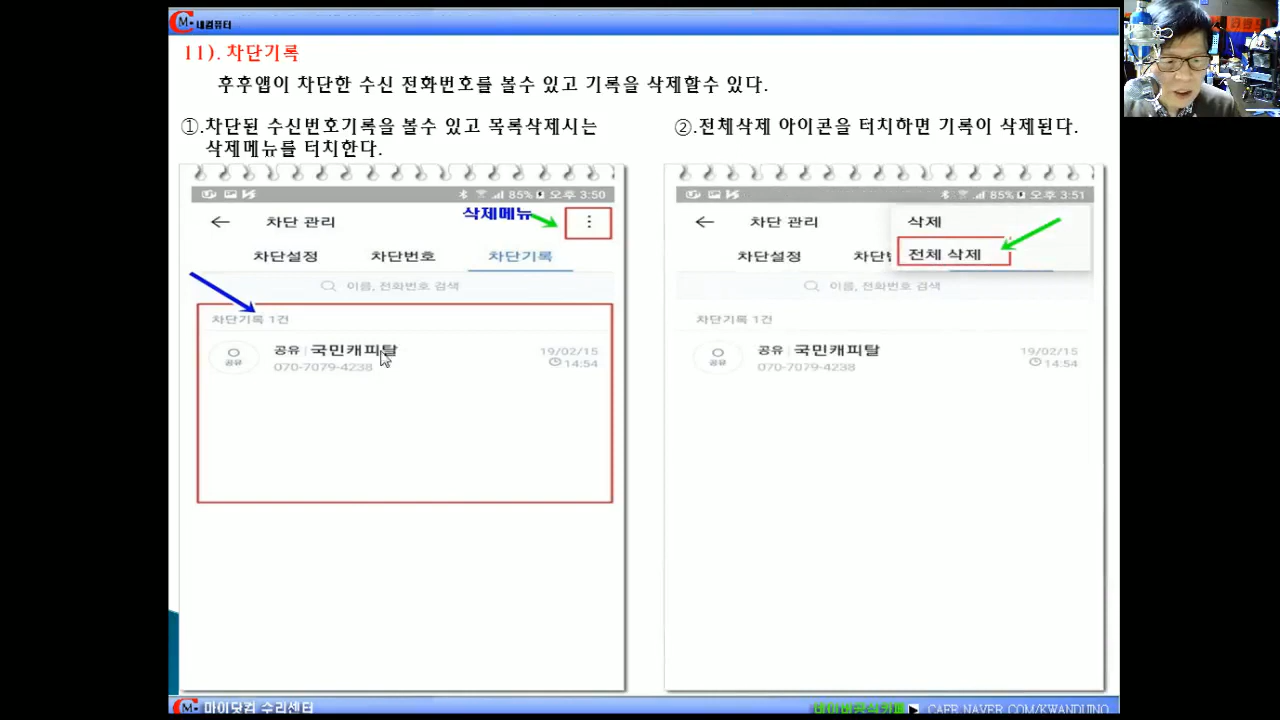 C M. 내컴퓨터
11). 차단기록
후후앱이 차단한 수신 전화번호를 볼수 있고 기록을 삭제할수 있다.
①.차단된 수신번호기록을 볼수 있고 목록삭제시는
삭제메뉴를 터치한다.
85% 오후 3:50
차단 관리
삭제메뉴
차단설정 차단번호 차단기록
이름, 전화번호 검색
차단기록 1건
공유
공유 | 국민캐피탈
070-7079-4238
19/02/15
14:54
②.전체삭제 아이콘을 터치하면 기록이 삭제된다.
85% 오후 3:51
차단 관리
삭제
전체 삭제
차단설정 차단
이름, 전화번호 검색
차단기록 1건
공유
공유 | 국민캐피탈
070-7079-4238
19/02/15
14:54
C M. 마이닷컴 수리센터
▶ CAFE.NAVER.COM/KWANDUNO